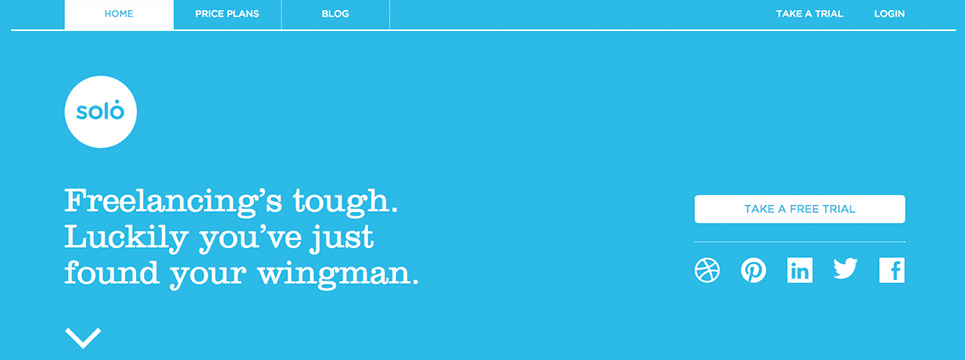 HOME PRICE PLANS BLOG TAKE A TRIAL LOGIN
solo
Freelancing’s tough.
Luckily you’ve just
found your wingman.
TAKE A FREE TRIAL
in f